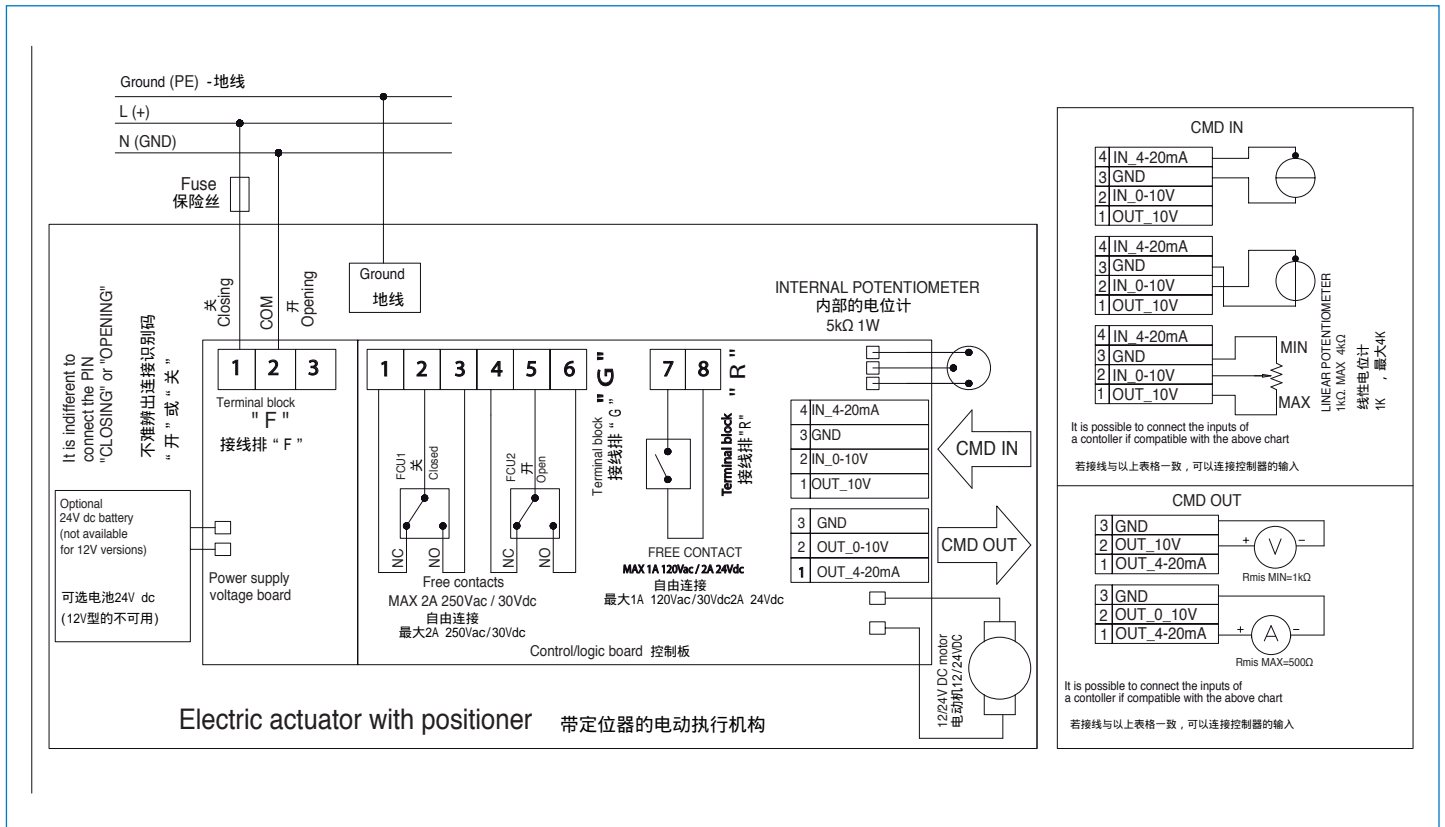 Ground (PE) -地线
L (+)
N (GND)
Fuse
保险丝
关
Closing
COM
开
Opening
Ground
地线
It is indifferent to
connect the PIN
"CLOSING" or "OPENING"
不难辨出连接识别码
“ 开 ” 或 “ 关 ”
1 2 3
Terminal block
" F "
接线排 “ F ”
Optional
24V dc battery
(not available
for 12V versions)
可选电池24V dc
(12V型的不可用)
Power supply
voltage board
1 2 3 4 5 6
Terminal block "G"
接线排 “ G ”
FCU1
关
Closed
FCU2
开
Open
NC
NO
NC
NO
Free contacts
MAX 2A 250Vac / 30Vdc
自由连接
最大2A 250Vac/30Vdc
7 8
Terminal block "R"
接线排"R"
FREE CONTACT
MAX 1A 120Vac / 2A 24Vdc
自由连接
最大1A 120Vac/30Vdc2A 24Vdc
INTERNAL POTENTIOMETER
内部的电位计
5kΩ 1W
4 IN_4-20mA
3 GND
2 IN_0-10V
1 OUT_10V
CMD IN
3 GND
2 OUT_0-10V
1 OUT_4-20mA
CMD OUT
12/24V DC motor
电动机12/24VDC
Control/logic board 控制板
Electric actuator with positioner 带定位器的电动执行机构
CMD IN
4 IN_4-20mA
3 GND
2 IN_0-10V
1 OUT_10V
4 IN_4-20mA
3 GND
2 IN_0-10V
1 OUT_10V
4 IN_4-20mA
3 GND
2 IN_0-10V
1 OUT_10V
MIN
MAX
LINEAR POTENTIOMETER
1kΩ. MAX 4kΩ
线性电位计
1K ，最大4K
It is possible to connect the inputs of
a contoller if compatible with the above chart
若接线与以上表格一致，可以连接控制器的输入
CMD OUT
3 GND
2 OUT_10V
1 OUT_4-20mA
+ V −
Rmis MIN=1kΩ
3 GND
2 OUT_0_10V
1 OUT_4-20mA
+ A −
Rmis MAX=500Ω
It is possible to connect the inputs of
a contoller if compatible with the above chart
若接线与以上表格一致，可以连接控制器的输入